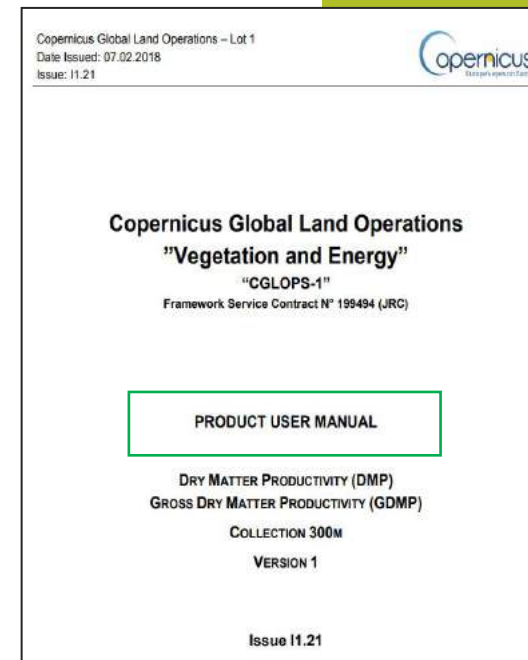 Copernicus Global Land Operations – Lot 1
Date Issued: 07.02.2018
Issue: I1.21
opernicus
Copernicus Global Land Operations
”Vegetation and Energy”
“CGLOPS-1”
Framework Service Contract N° 199494 (JRC)
PRODUCT USER MANUAL
DRY MATTER PRODUCTIVITY (DMP)
GROSS DRY MATTER PRODUCTIVITY (GDMP)
COLLECTION 300M
VERSION 1
Issue I1.21